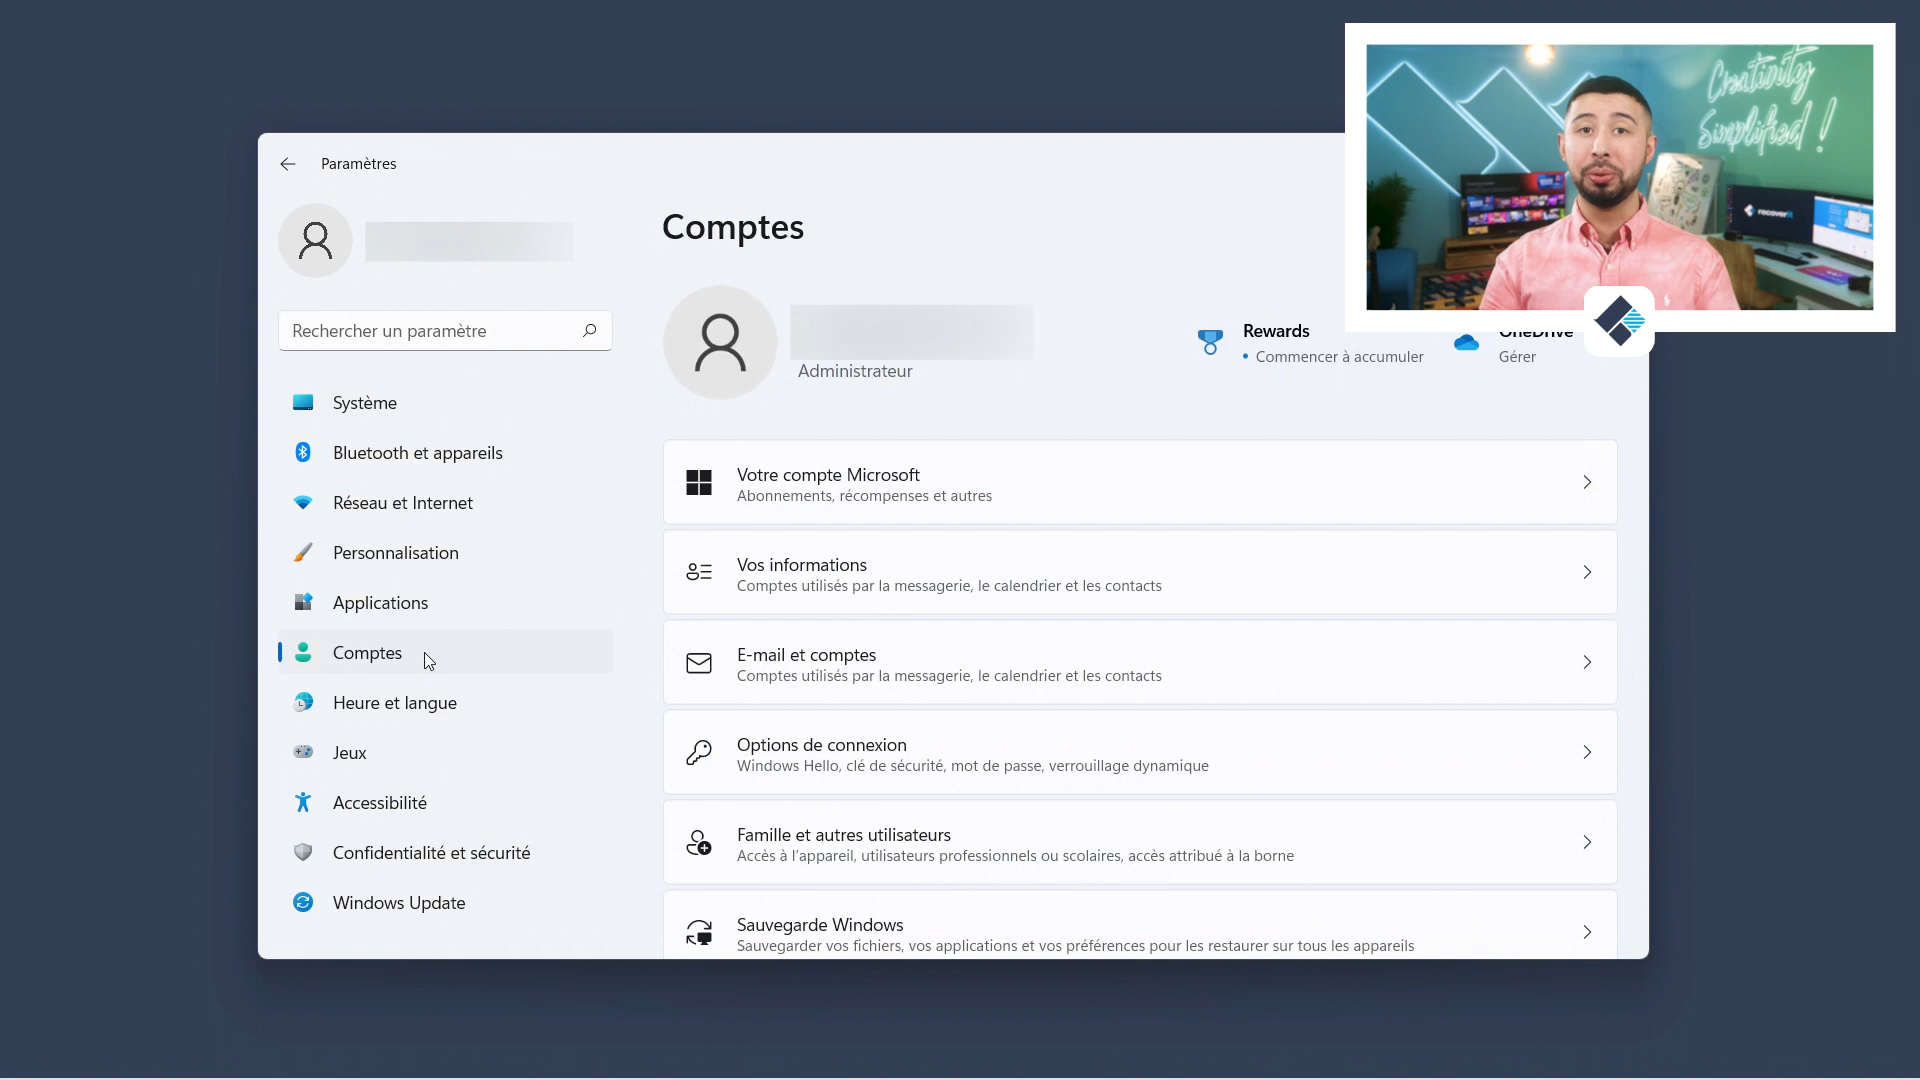 Paramètres
Rechercher un paramètre
Système
Bluetooth et appareils
Réseau et Internet
Personnalisation
Applications
Comptes
Heure et langue
Jeux
Accessibilité
Confidentialité et sécurité
Windows Update
Comptes
Administrateur
Rewards
• Commencer à accumuler
OneDrive
Gérer
Votre compte Microsoft
Abonnements, récompenses et autres
Vos informations
Comptes utilisés par la messagerie, le calendrier et les contacts
E-mail et comptes
Comptes utilisés par la messagerie, le calendrier et les contacts
Options de connexion
Windows Hello, clé de sécurité, mot de passe, verrouillage dynamique
Famille et autres utilisateurs
Accès à l'appareil, utilisateurs professionnels ou scolaires, accès attribué à la borne
Sauvegarde Windows
Sauvegarder vos fichiers, vos applications et vos préférences pour les restaurer sur tous les appareils
Creativity
Simplified !
recoverit